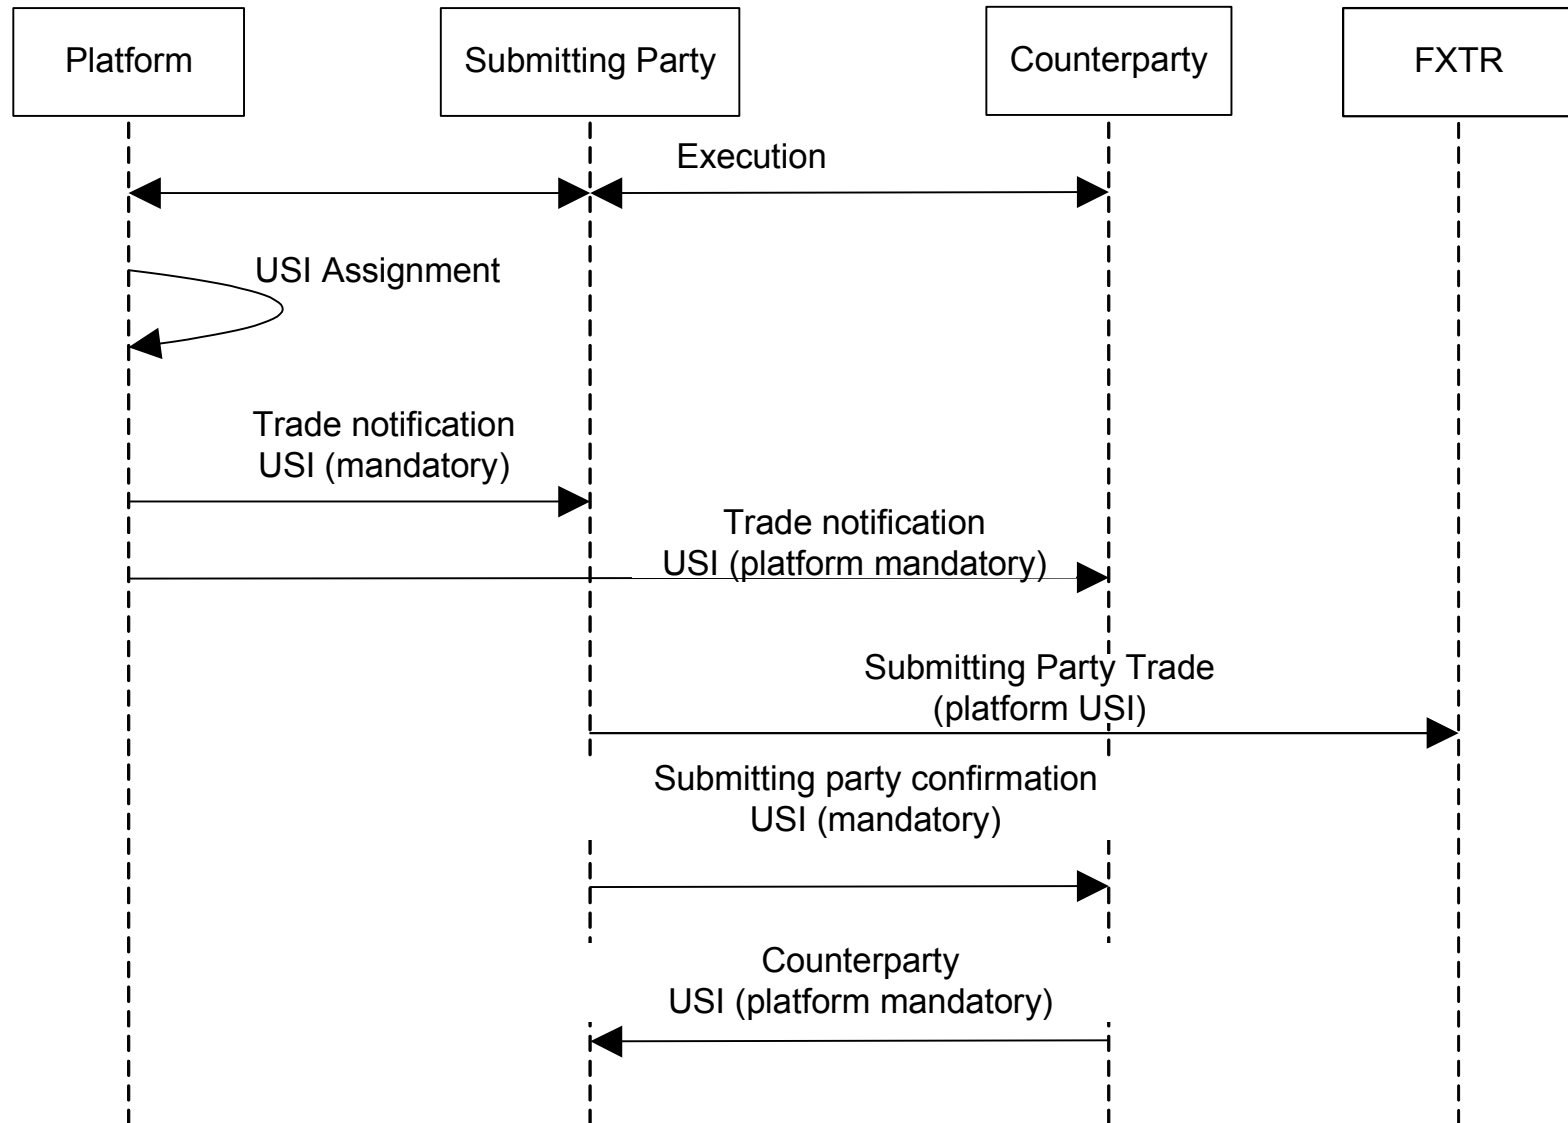 Platform
Submitting Party
Counterparty
FXTR
Execution
USI Assignment
Trade notification
USI (mandatory)
Trade notification
USI (platform mandatory)
Submitting Party Trade
(platform USI)
Submitting party confirmation
USI (mandatory)
Counterparty
USI (platform mandatory)